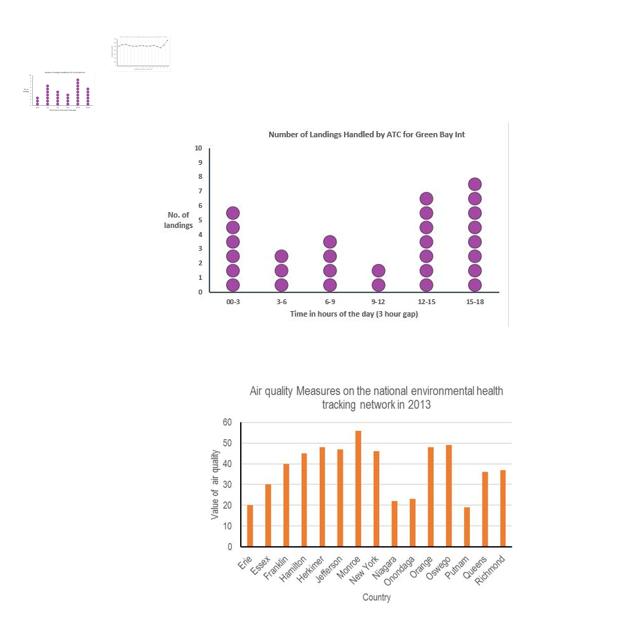 Number of Landings Handled by ATC for Green Bay Int
10
9
8
7
6
5
4
3
2
1
0
No. of
landings
00-3 3-6 6-9 9-12 12-15 15-18
Time in hours of the day (3 hour gap)
Air quality Measures on the national environmental health
tracking network in 2013
60
50
40
30
20
10
0
Value of air quality
Erie Essex Franklin Hamilton Herkimer Jefferson Monroe New York Niagara Onondaga Orange Oswego Putnam Queens Richmond
Country